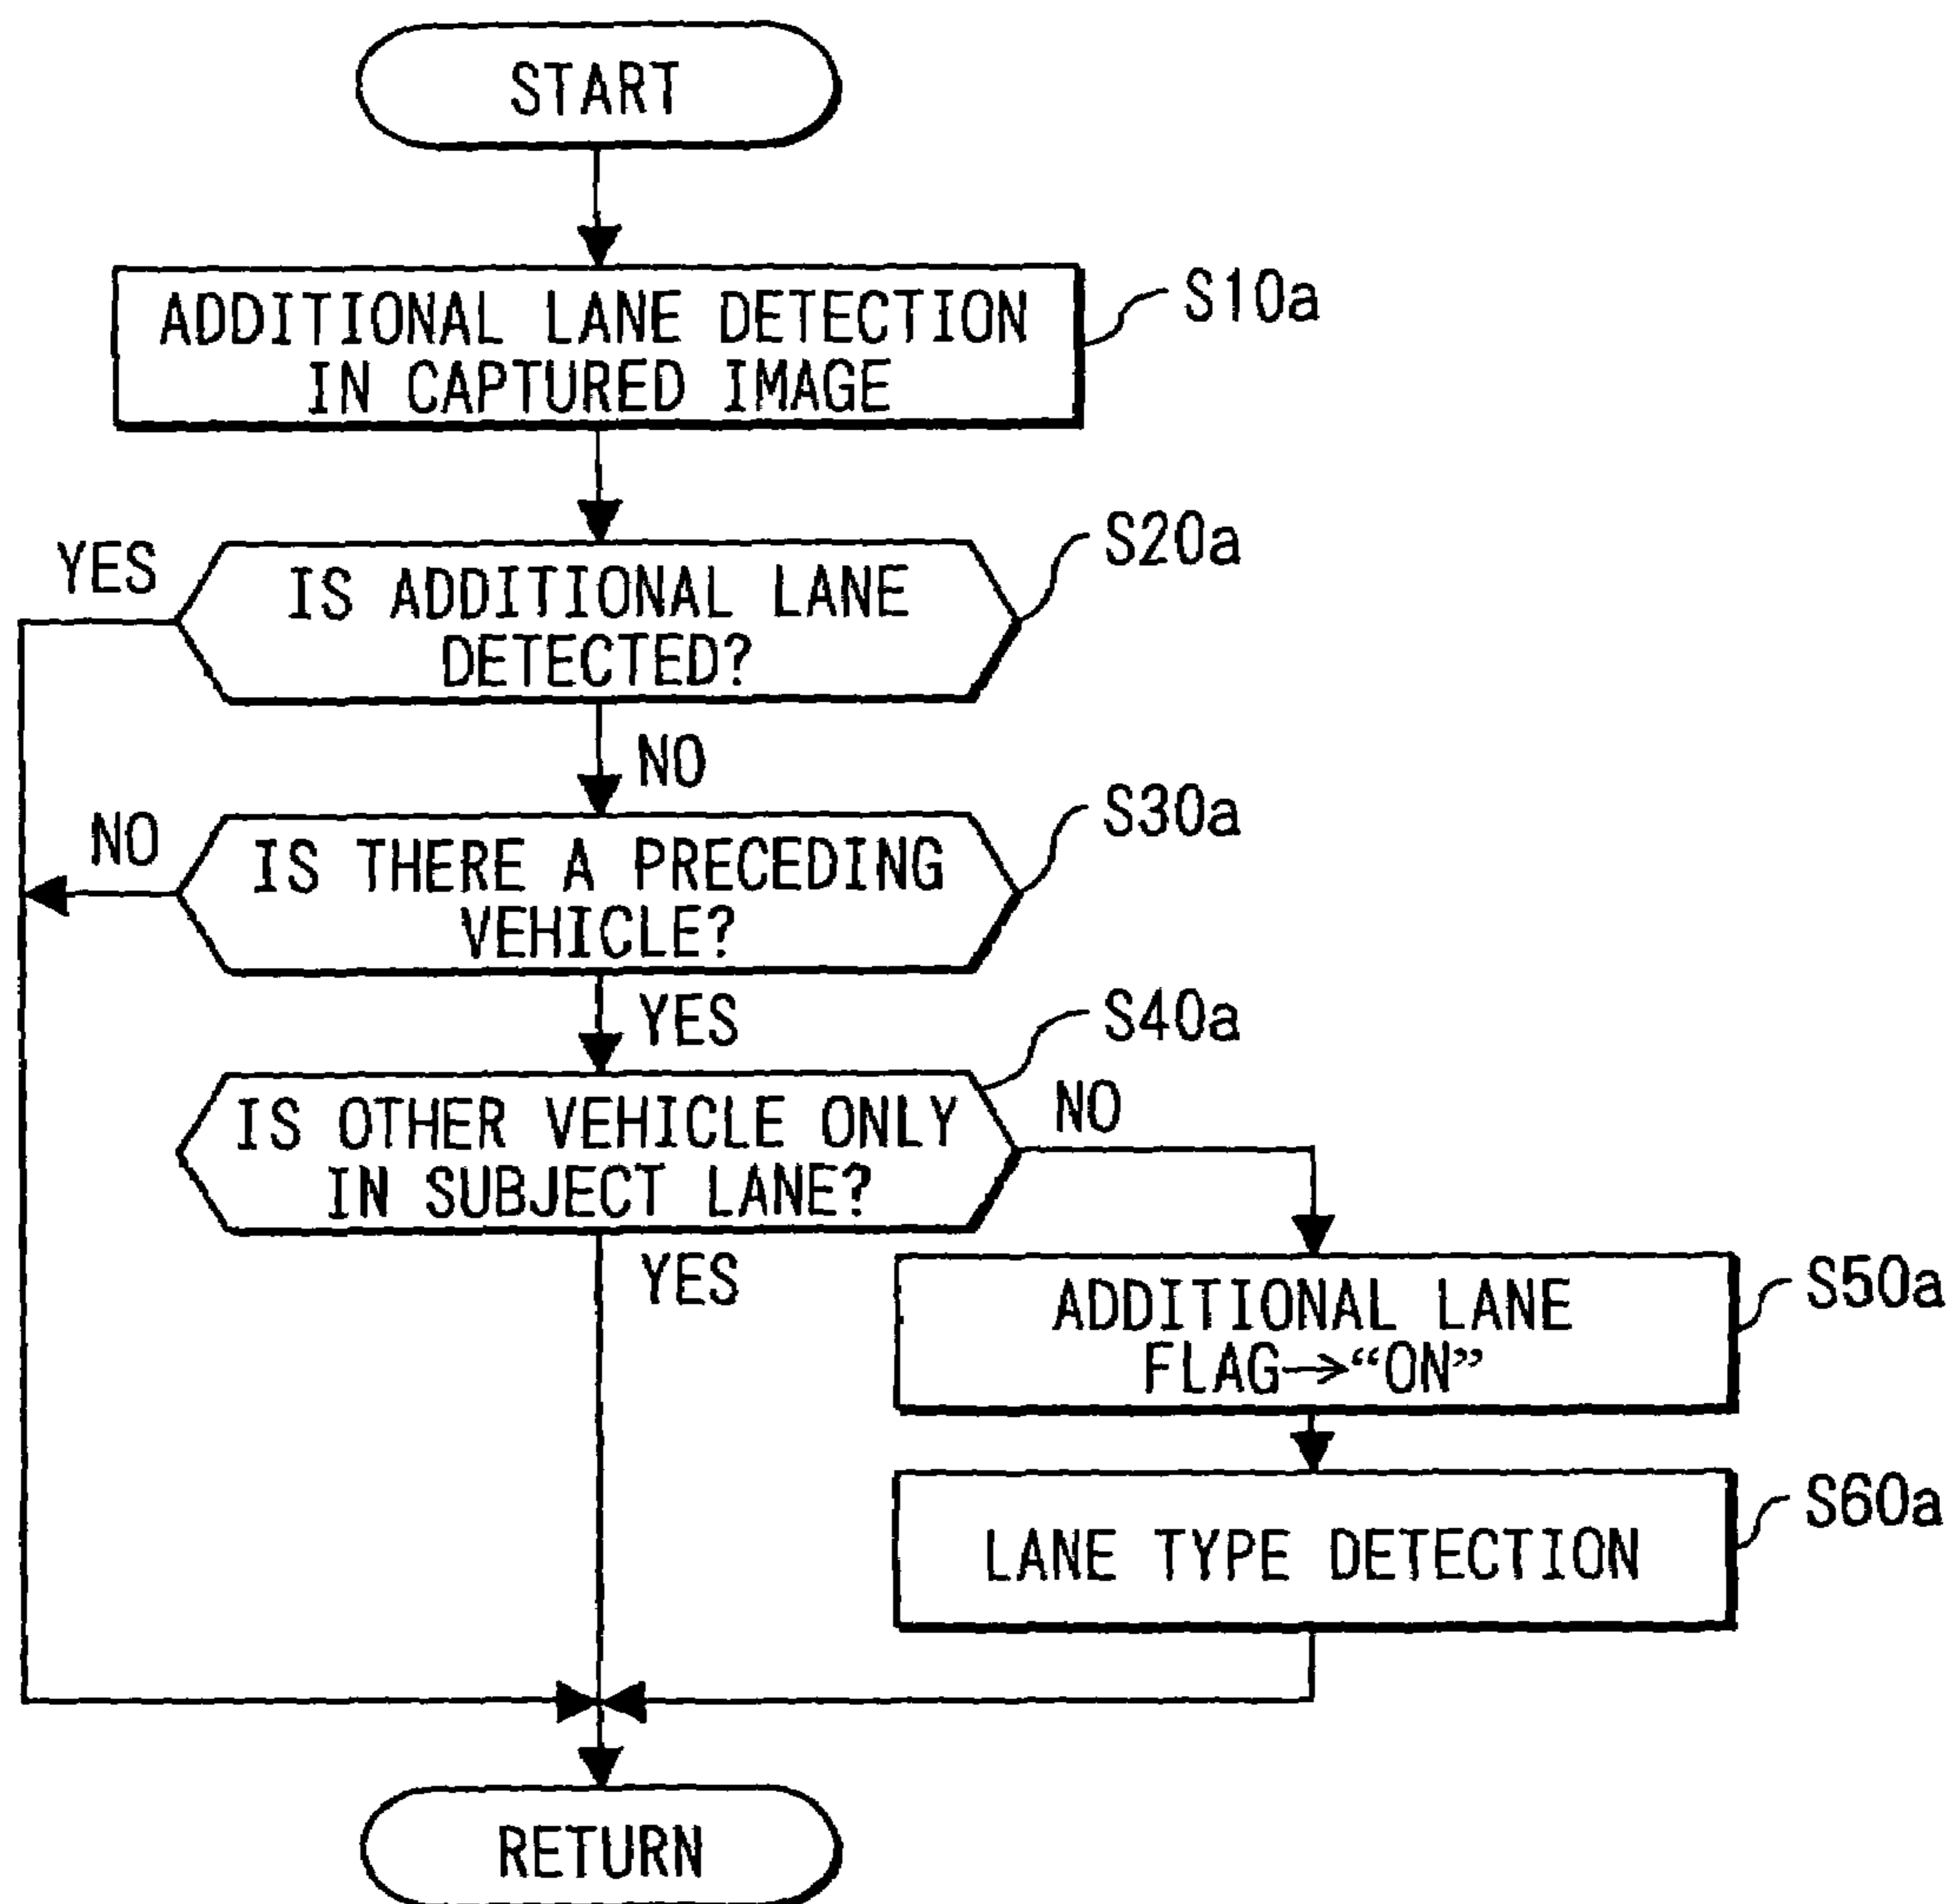 START
ADDITIONAL LANE DETECTION
IN CAPTURED IMAGE
S10a
YES
IS ADDITIONAL LANE
DETECTED?
S20a
NO
NO
IS THERE A PRECEDING
VEHICLE?
S30a
YES
IS OTHER VEHICLE ONLY
IN SUBJECT LANE?
S40a
NO
YES
ADDITIONAL LANE
FLAG→“ON”
S50a
LANE TYPE DETECTION
S60a
RETURN